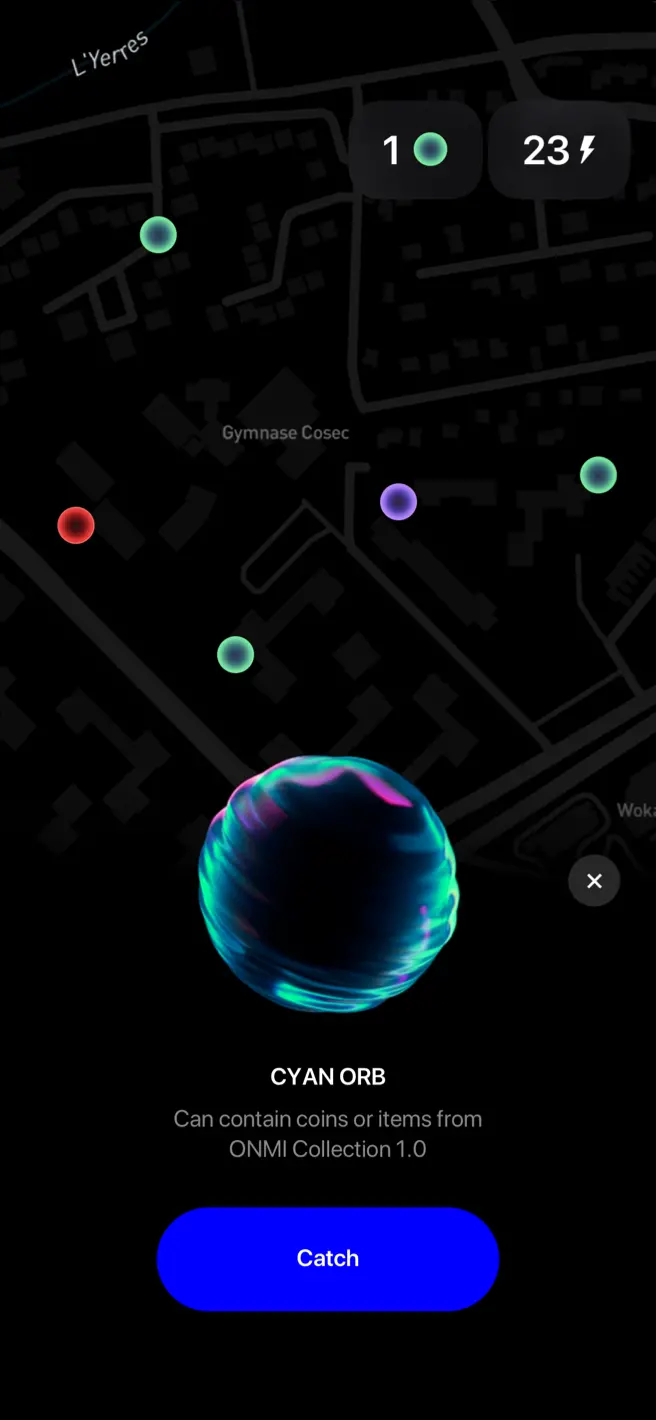 L'Yerres
1
23
Gymnase Cosec
Woka
CYAN ORB
Can contain coins or items from
ONMI Collection 1.0
Catch